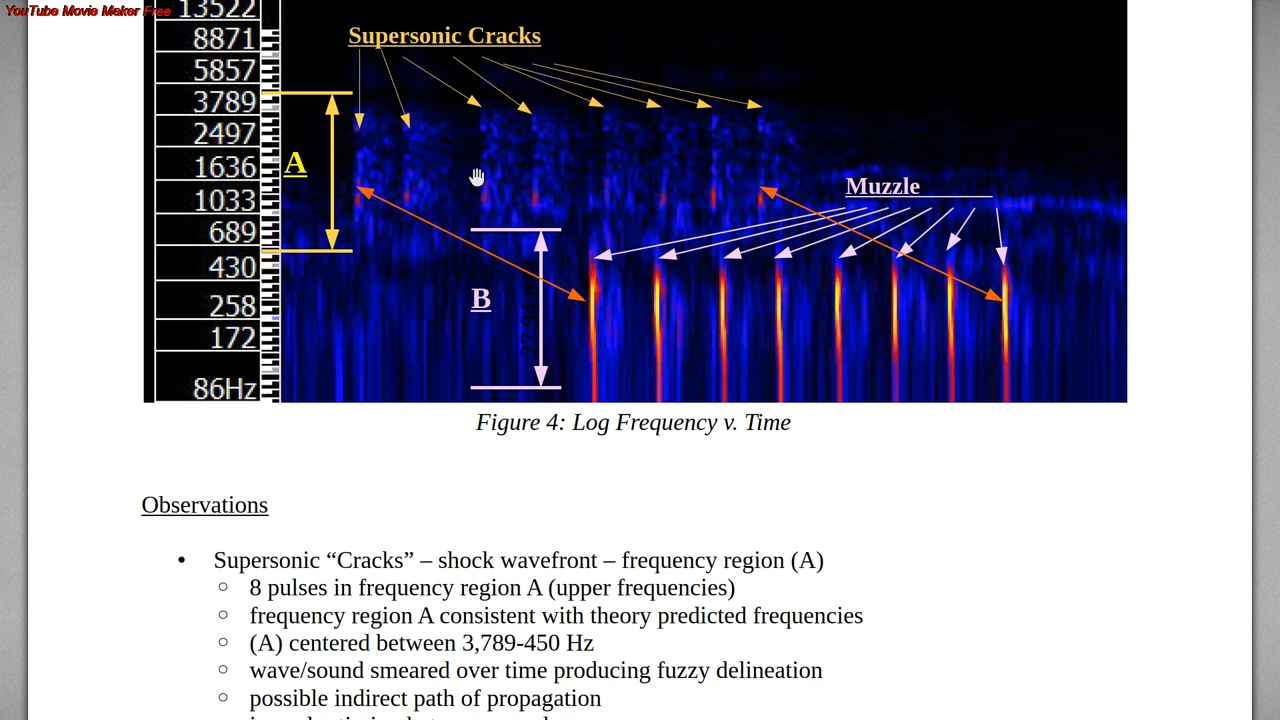 YouTube Movie Maker Free
13522
8871
5857
3789
2497
1636
1033
689
430
258
172
86Hz
Supersonic Cracks
A
Muzzle
B
Figure 4: Log Frequency v. Time
Observations
• Supersonic “Cracks” – shock wavefront – frequency region (A)
○ 8 pulses in frequency region A (upper frequencies)
○ frequency region A consistent with theory predicted frequencies
○ (A) centered between 3,789-450 Hz
○ wave/sound smeared over time producing fuzzy delineation
○ possible indirect path of propagation